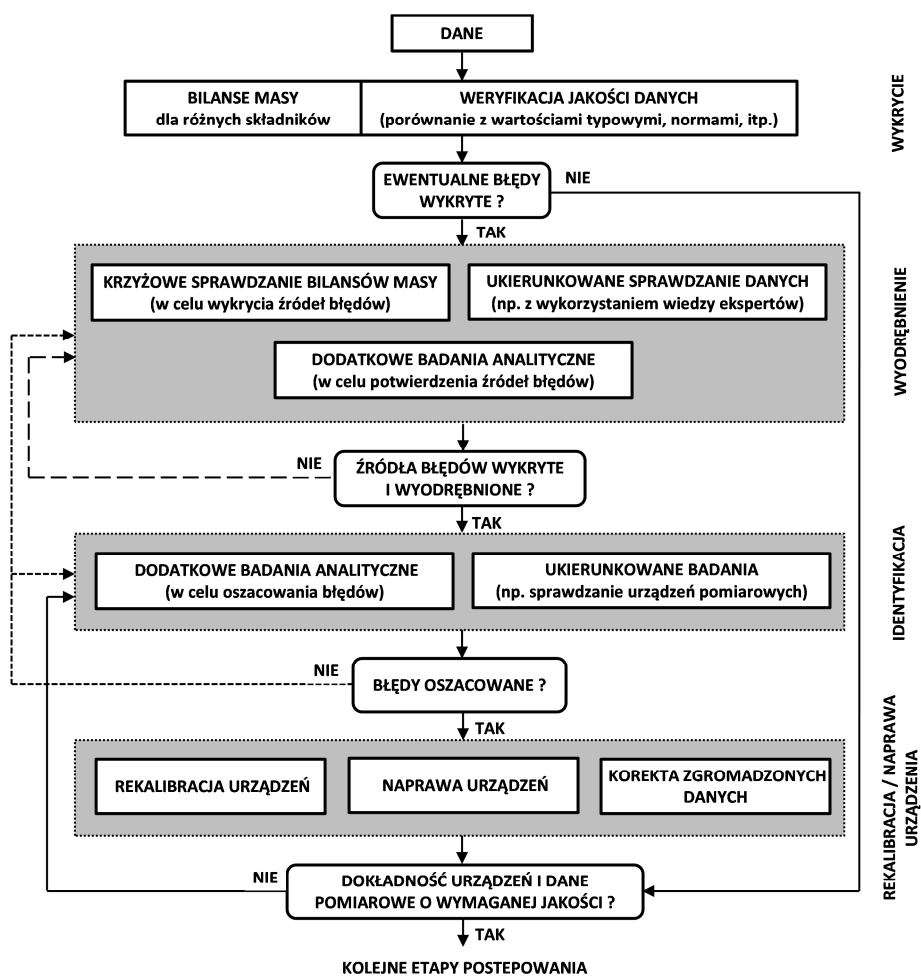 DANE
BILANSE MASY
dla różnych składników
WERYFIKACJA JAKOŚCI DANYCH
(porównanie z wartościami typowymi, normami, itp.)
WYKRYCIE
EWENTUALNE BŁĘDY
WYKRYTE ?
NIE
TAK
KRZYŻOWE SPRAWDZANIE BILANSÓW MASY
(w celu wykrycia źródeł błędów)
UKIERUNKOWANE SPRAWDZANIE DANYCH
(np. z wykorzystaniem wiedzy ekspertów)
DODATKOWE BADANIA ANALITYCZNE
(w celu potwierdzenia źródeł błędów)
WYODRĘBNIENIE
NIE
ŹRÓDŁA BŁĘDÓW WYKRYTE
I WYODRĘBNIONE ?
TAK
DODATKOWE BADANIA ANALITYCZNE
(w celu oszacowania błędów)
UKIERUNKOWANE BADANIA
(np. sprawdzanie urządzeń pomiarowych)
IDENTYFIKACJA
NIE
BŁĘDY OSZACOWANE ?
TAK
REKALIBRACJA URZĄDZEŃ
NAPRAWA URZĄDZEŃ
KOREKTA ZGROMADZONYCH
DANYCH
REKALIBRACJA / NAPRAWA
URZĄDZENIA
NIE
DOKŁADNOŚĆ URZĄDZEŃ I DANE
POMIAROWE O WYMAGANEJ JAKOŚCI ?
TAK
KOLEJNE ETAPY POSTEPOWANIA